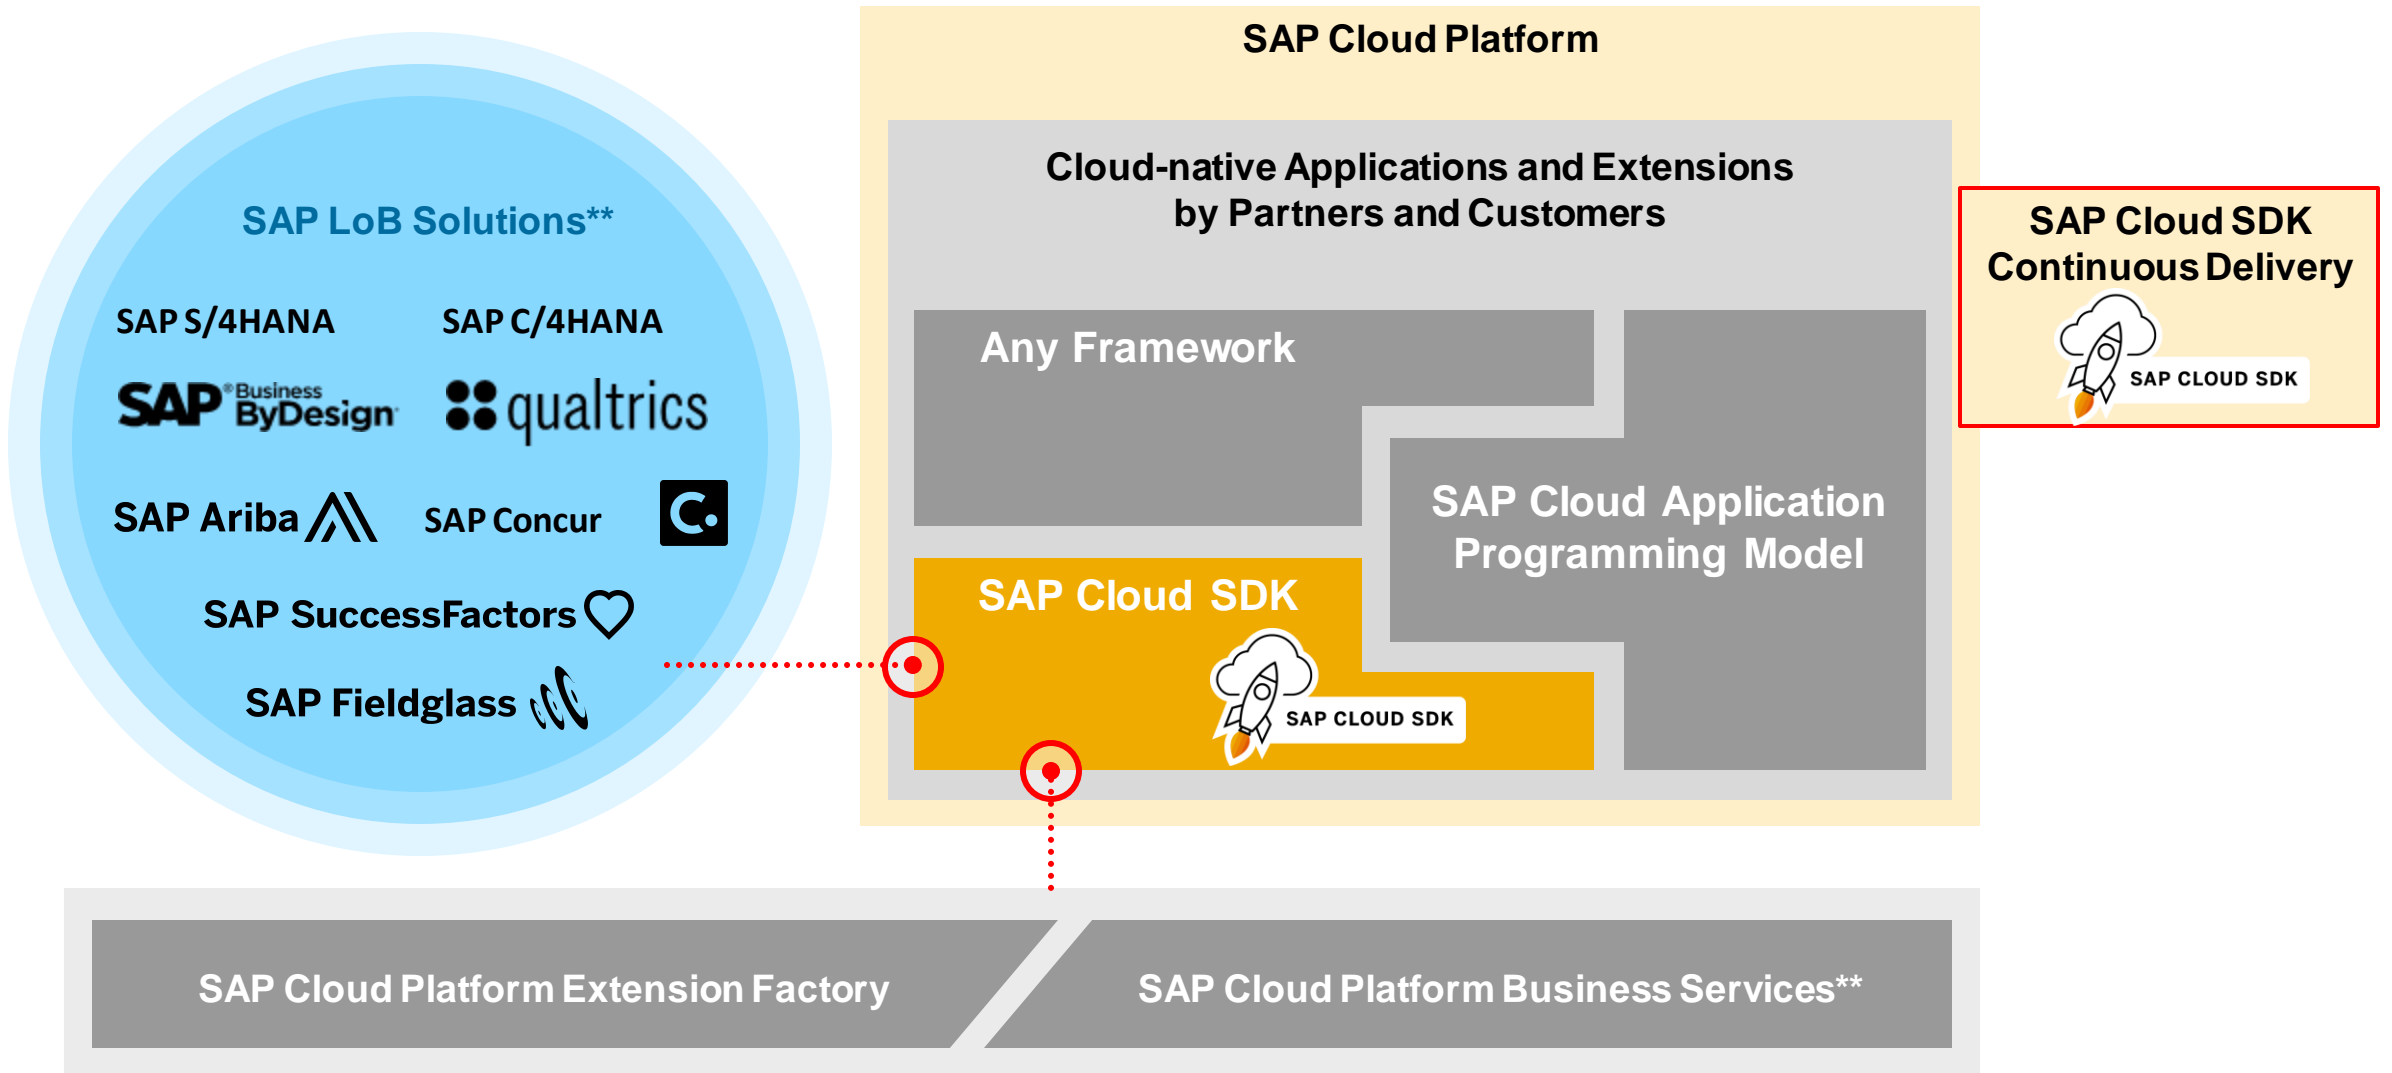 SAP Cloud Platform
Cloud-native Applications and Extensions
by Partners and Customers
SAP LoB Solutions**
SAP S/4HANA
SAP C/4HANA
SAP® Business ByDesign
qualtrics
SAP Ariba
SAP Concur
C.
SAP SuccessFactors
SAP Fieldglass
Any Framework
SAP Cloud Application
Programming Model
SAP Cloud SDK
SAP CLOUD SDK
SAP Cloud SDK
Continuous Delivery
SAP CLOUD SDK
SAP Cloud Platform Extension Factory
SAP Cloud Platform Business Services**